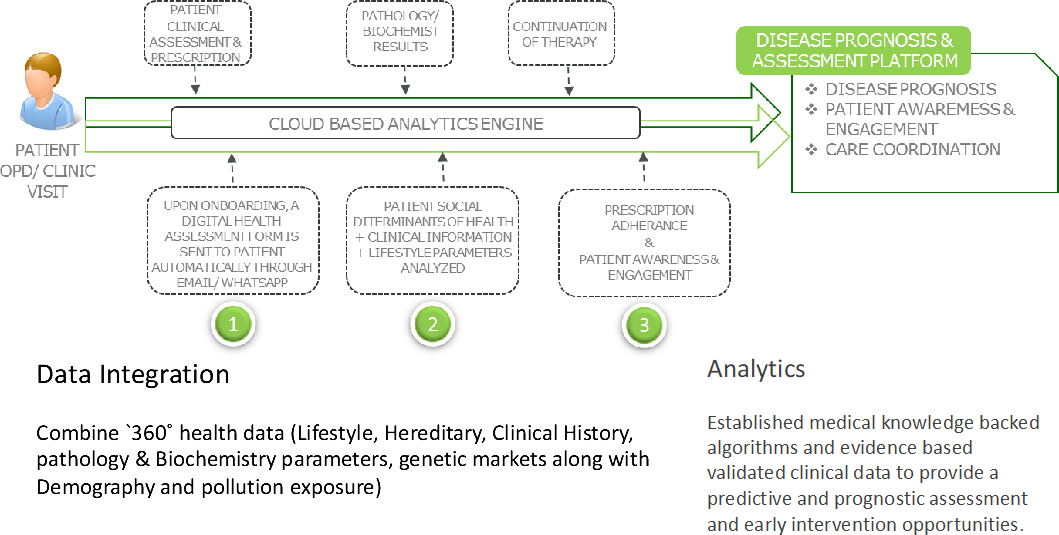 PATIENT
CLINICAL
ASSESSMENT &
PRESCRIPTION
PATHOLOGY/
BIOCHEMIST
RESULTS
CONTINUATION
OF THERAPY
DISEASE PROGNOSIS &
ASSESSMENT PLATFORM
❖ DISEASE PROGNOSIS
❖ PATIENT AWAREMESS &
ENGAGEMENT
❖ CARE COORDINATION
CLOUD BASED ANALYTICS ENGINE
PATIENT
OPD/ CLINIC
VISIT
UPON ONBOARDING, A
DIGITAL HEALTH
ASSESSMENT FORM IS
SENT TO PATIENT
AUTOMATICALLY THROUGH
EMAIL/ WHATSAPP
PATIENT SOCIAL
DITERMINANTS OF HEALTH
+ CLINICAL INFORMATION
+ LIFESTYLE PARAMETERS
ANALYZED
PRESCRIPTION
ADHERANCE
&
PATIENT AWARENESS &
ENGAGEMENT
1
2
3
Data Integration
Combine `360˚ health data (Lifestyle, Hereditary, Clinical History,
pathology & Biochemistry parameters, genetic markets along with
Demography and pollution exposure)
Analytics
Established medical knowledge backed
algorithms and evidence based
validated clinical data to provide a
predictive and prognostic assessment
and early intervention opportunities.